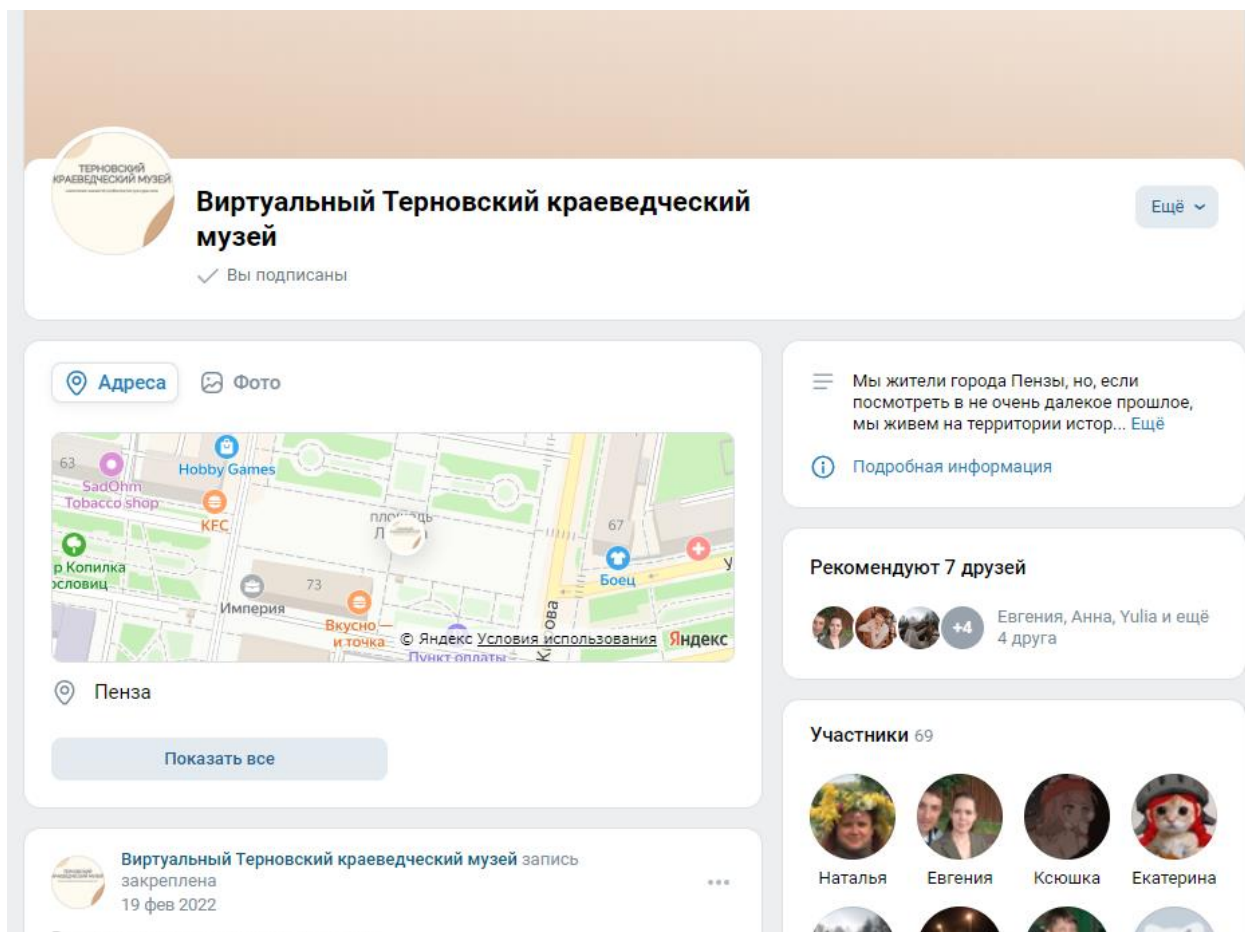 ТЕРНОВСКИЙ
КРАЕВЕДЧЕСКИЙ МУЗЕЙ
Виртуальный Терновский краеведческий
музей
Вы подписаны
Ещё
Адреса
Фото
63
SadOhm
Tobacco shop
Hobby Games
KFC
р Копилка
ословиц
площадь
Л
67
Боец
У
Империя
73
Вкусно —
и точка
Пункт оплаты
© Яндекс Условия использования Яндекс
Пенза
Показать все
Виртуальный Терновский краеведческий музей запись
закреплена
19 фев 2022
Мы жители города Пензы, но, если
посмотреть в не очень далекое прошлое,
мы живем на территории истор... Ещё
Подробная информация
Рекомендуют 7 друзей
+4
Евгения, Анна, Yulia и ещё
4 друга
Участники 69
Наталья
Евгения
Ксюшка
Екатерина